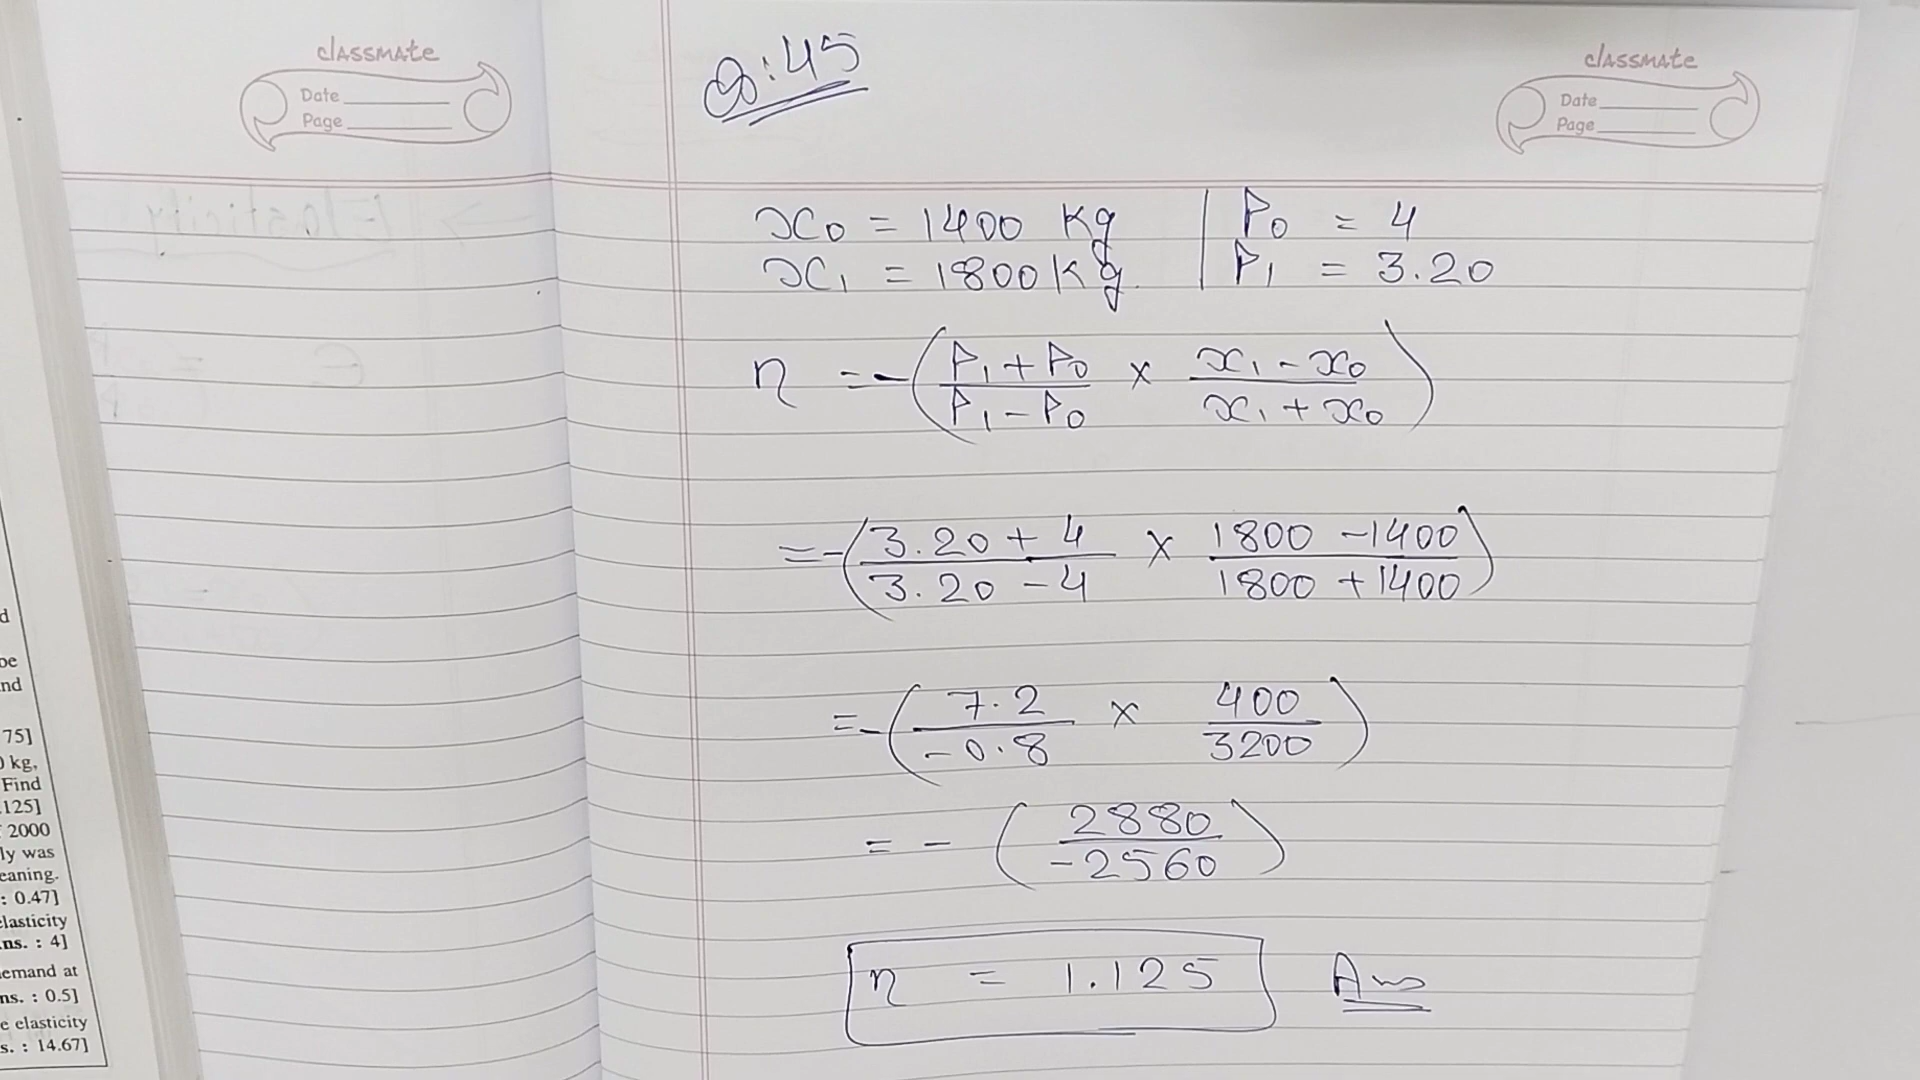 classmate
Date
Page
Q:45
classmate
Date
Page
x0 = 1400 kg | P0 = 4
x1 = 1800 kg. | P1 = 3.20
η = -(P1 + P0 / P1 - P0 × x1 - x0 / x1 + x0)
= -(3.20 + 4 / 3.20 - 4 × 1800 - 1400 / 1800 + 1400)
= -(7.2 / -0.8 × 400 / 3200)
= - (2880 / -2560)
η = 1.125 Ans
d
be
nd
75]
kg,
Find
125]
2000
ly was
eaning.
: 0.47]
elasticity
ns. : 4]
emand at
ns. : 0.5]
e elasticity
s. : 14.67]